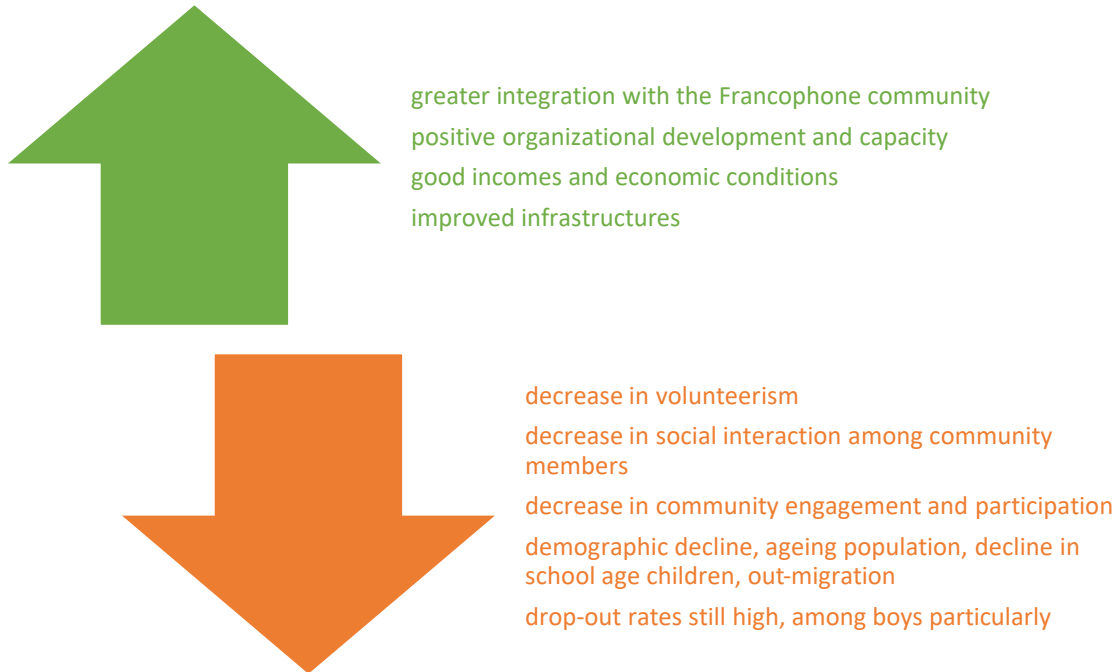 greater integration with the Francophone community
positive organizational development and capacity
good incomes and economic conditions
improved infrastructures
decrease in volunteerism
decrease in social interaction among community
members
decrease in community engagement and participation
demographic decline, ageing population, decline in
school age children, out-migration
drop-out rates still high, among boys particularly